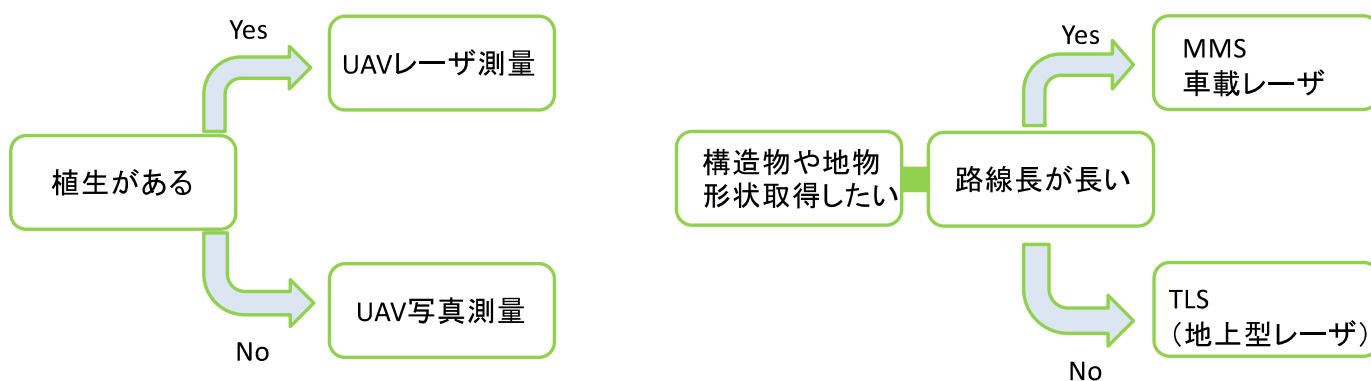 Yes
UAVレーザ測量
植生がある
UAV写真測量
No
Yes
MMS
車載レーザ
構造物や地物
形状取得したい
路線長が長い
TLS
（地上型レーザ）
No